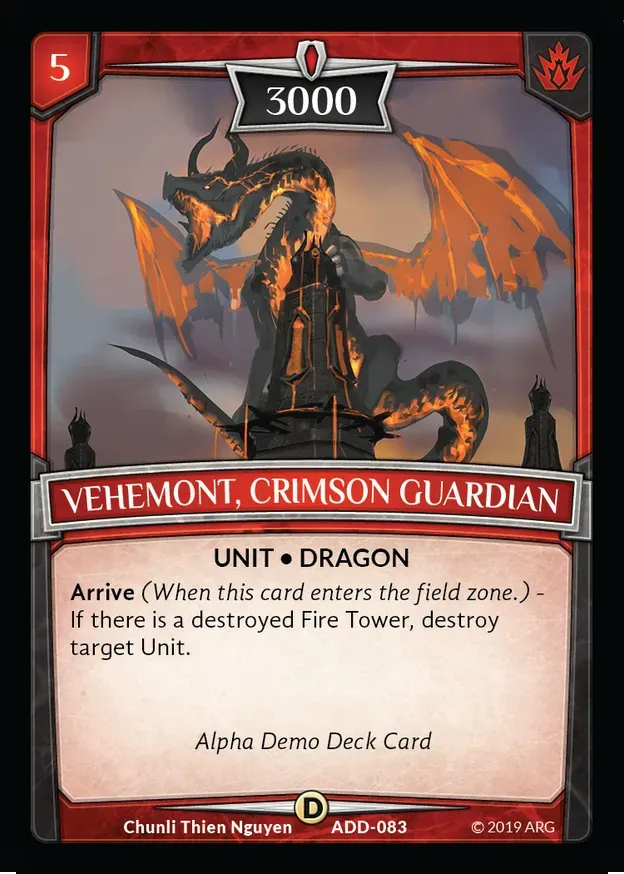 5
3000
VEHEMONT, CRIMSON GUARDIAN
UNIT • DRAGON
Arrive (When this card enters the field zone.) -
If there is a destroyed Fire Tower, destroy
target Unit.
Alpha Demo Deck Card
D
Chunli Thien Nguyen ADD-083 © 2019 ARG